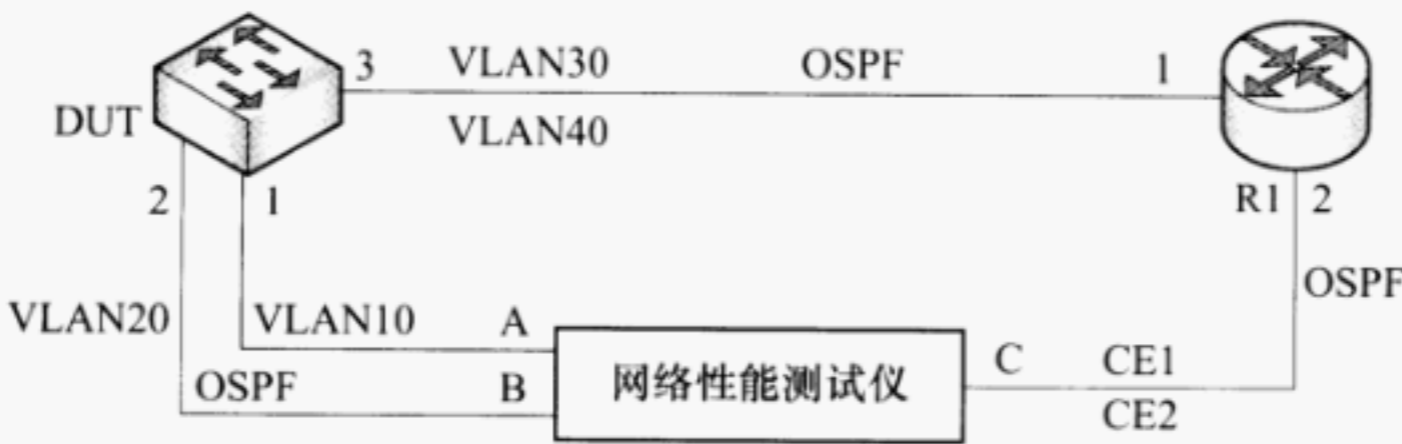 3 VLAN30 OSPF 1
DUT VLAN40
2 1 R1 2
OSPF
VLAN20 VLAN10 A
OSPF B 网络性能测试仪 C CE1
CE2